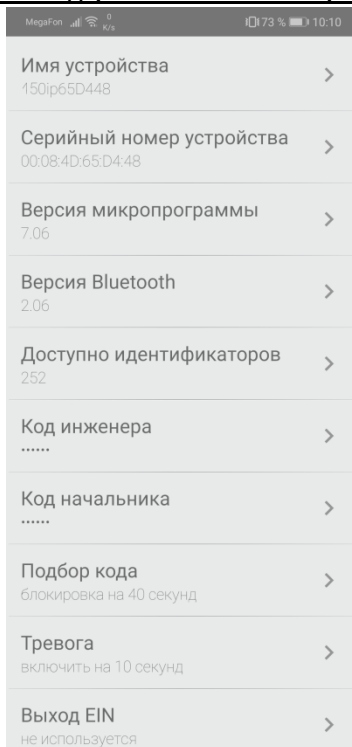 MegaFon 0 K/s 73 % 10:10
Имя устройства
150ip65D448
Серийный номер устройства
00:08:4D:65:D4:48
Версия микропрограммы
7.06
Версия Bluetooth
2.06
Доступно идентификаторов
252
Код инженера
••••••
Код начальника
••••••
Подбор кода
блокировка на 40 секунд
Тревога
включить на 10 секунд
Выход EIN
не используется